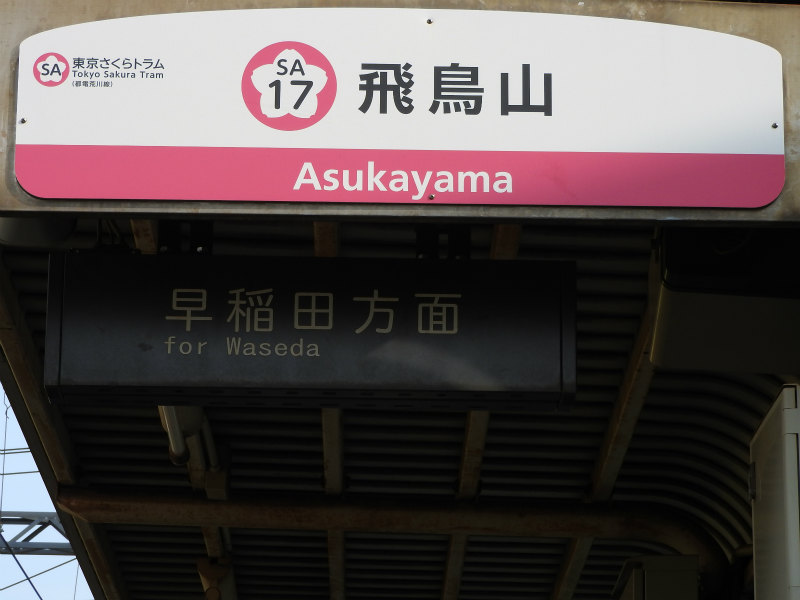 SA
東京さくらトラム
Tokyo Sakura Tram
(都電荒川線)
SA
17
飛鳥山
Asukayama
早稲田方面
for Waseda